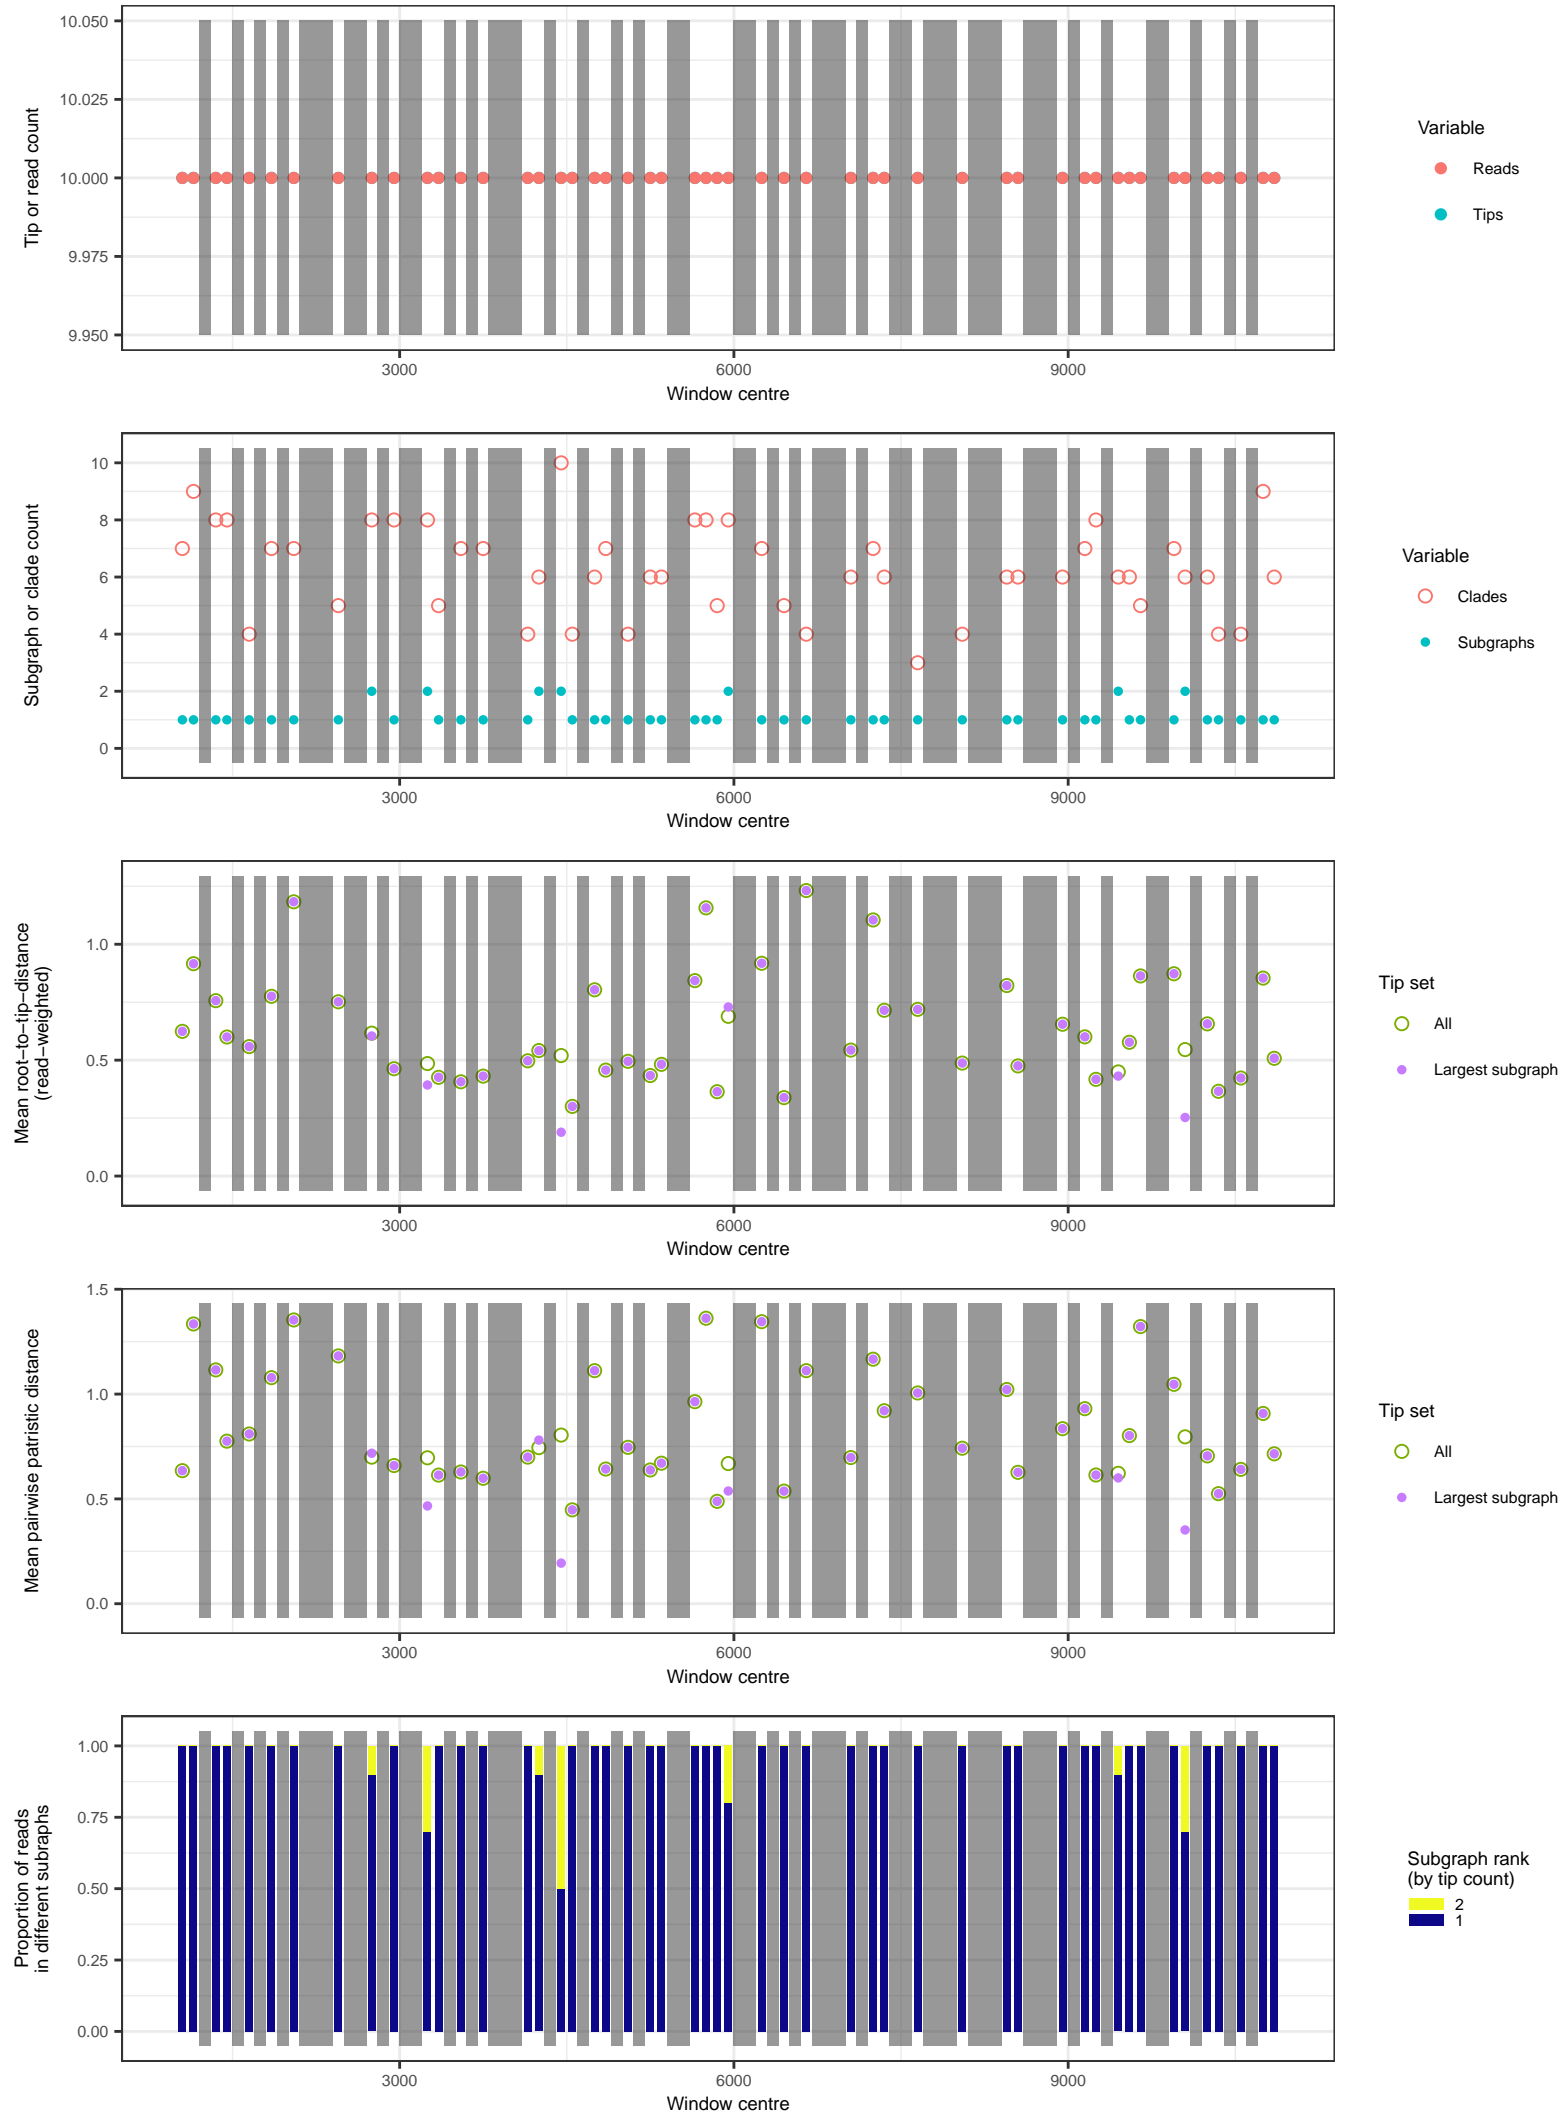 10.050
10.025
10.000
9.975
9.950
Tip or read count
3000
6000
9000
Window centre
Variable
Reads
Tips
10
8
6
4
2
0
Subgraph or clade count
3000
6000
9000
Window centre
Variable
Clades
Subgraphs
1.0
0.5
0.0
Mean root−to−tip−distance
(read−weighted)
3000
6000
9000
Window centre
Tip set
All
Largest subgraph
1.5
1.0
0.5
0.0
Mean pairwise patristic distance
3000
6000
9000
Window centre
Tip set
All
Largest subgraph
1.00
0.75
0.50
0.25
0.00
Proportion of reads
in different subraphs
3000
6000
9000
Window centre
Subgraph rank
(by tip count)
2
1